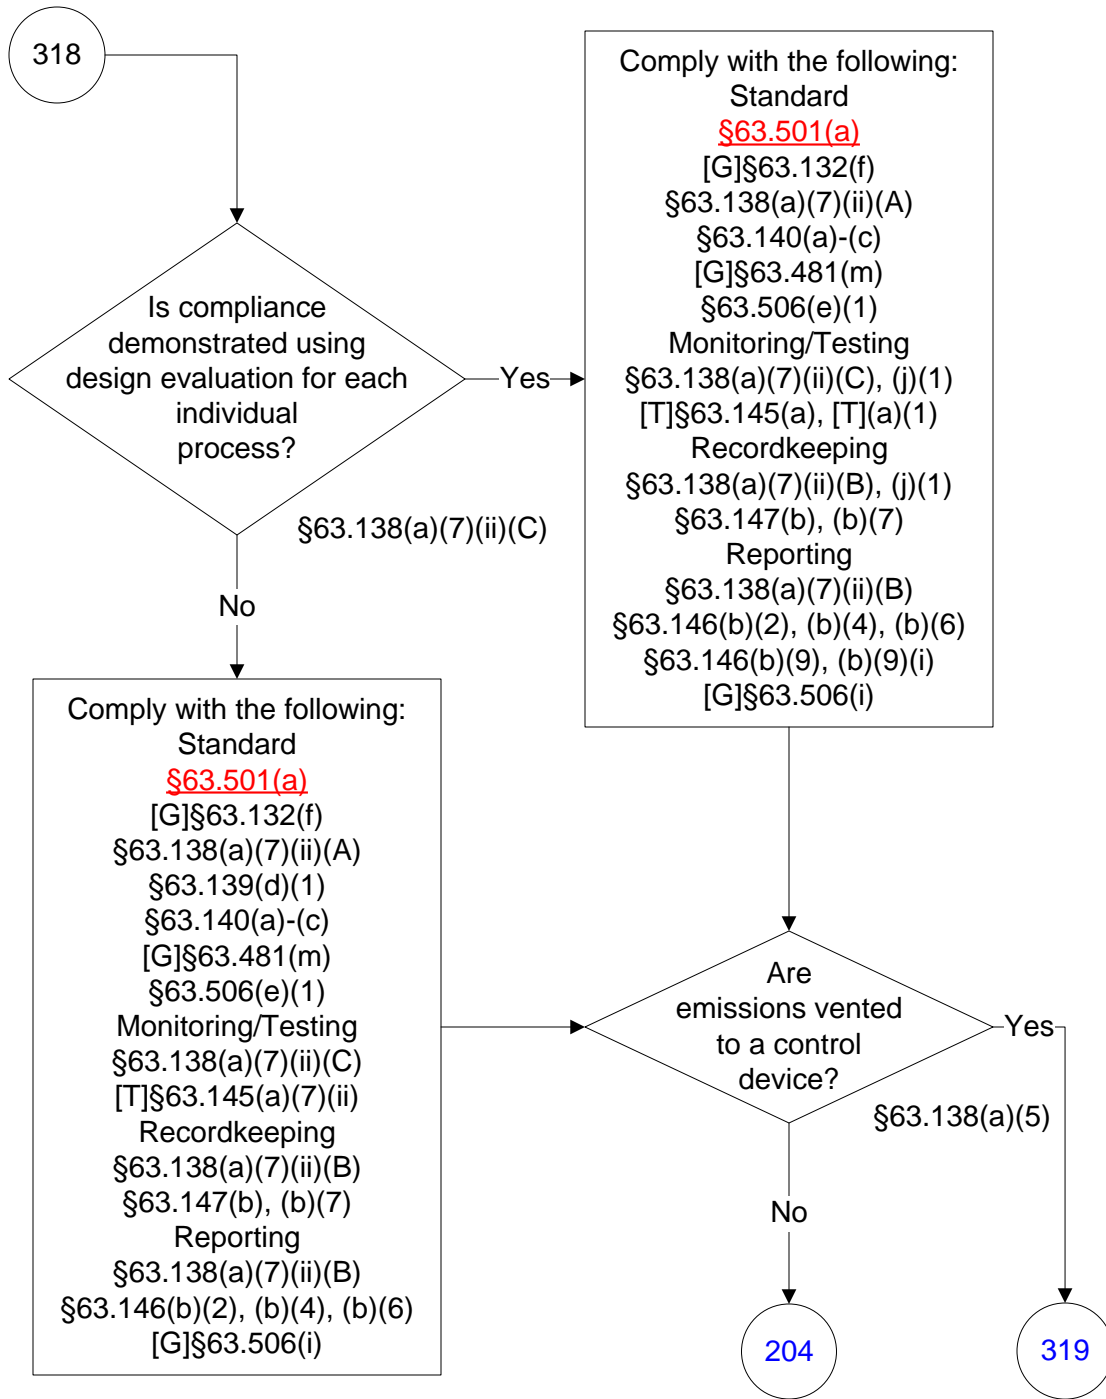 318
Is compliance
demonstrated using
design evaluation for each
individual
process?
Yes
§63.138(a)(7)(ii)(C)
No
Comply with the following:
Standard
§63.501(a)
[G]§63.132(f)
§63.138(a)(7)(ii)(A)
§63.140(a)-(c)
[G]§63.481(m)
§63.506(e)(1)
Monitoring/Testing
§63.138(a)(7)(ii)(C), (j)(1)
[T]§63.145(a), [T](a)(1)
Recordkeeping
§63.138(a)(7)(ii)(B), (j)(1)
§63.147(b), (b)(7)
Reporting
§63.138(a)(7)(ii)(B)
§63.146(b)(2), (b)(4), (b)(6)
§63.146(b)(9), (b)(9)(i)
[G]§63.506(i)
Comply with the following:
Standard
§63.501(a)
[G]§63.132(f)
§63.138(a)(7)(ii)(A)
§63.139(d)(1)
§63.140(a)-(c)
[G]§63.481(m)
§63.506(e)(1)
Monitoring/Testing
§63.138(a)(7)(ii)(C)
[T]§63.145(a)(7)(ii)
Recordkeeping
§63.138(a)(7)(ii)(B)
§63.147(b), (b)(7)
Reporting
§63.138(a)(7)(ii)(B)
§63.146(b)(2), (b)(4), (b)(6)
[G]§63.506(i)
Are
emissions vented
to a control
device?
Yes
§63.138(a)(5)
No
204
319